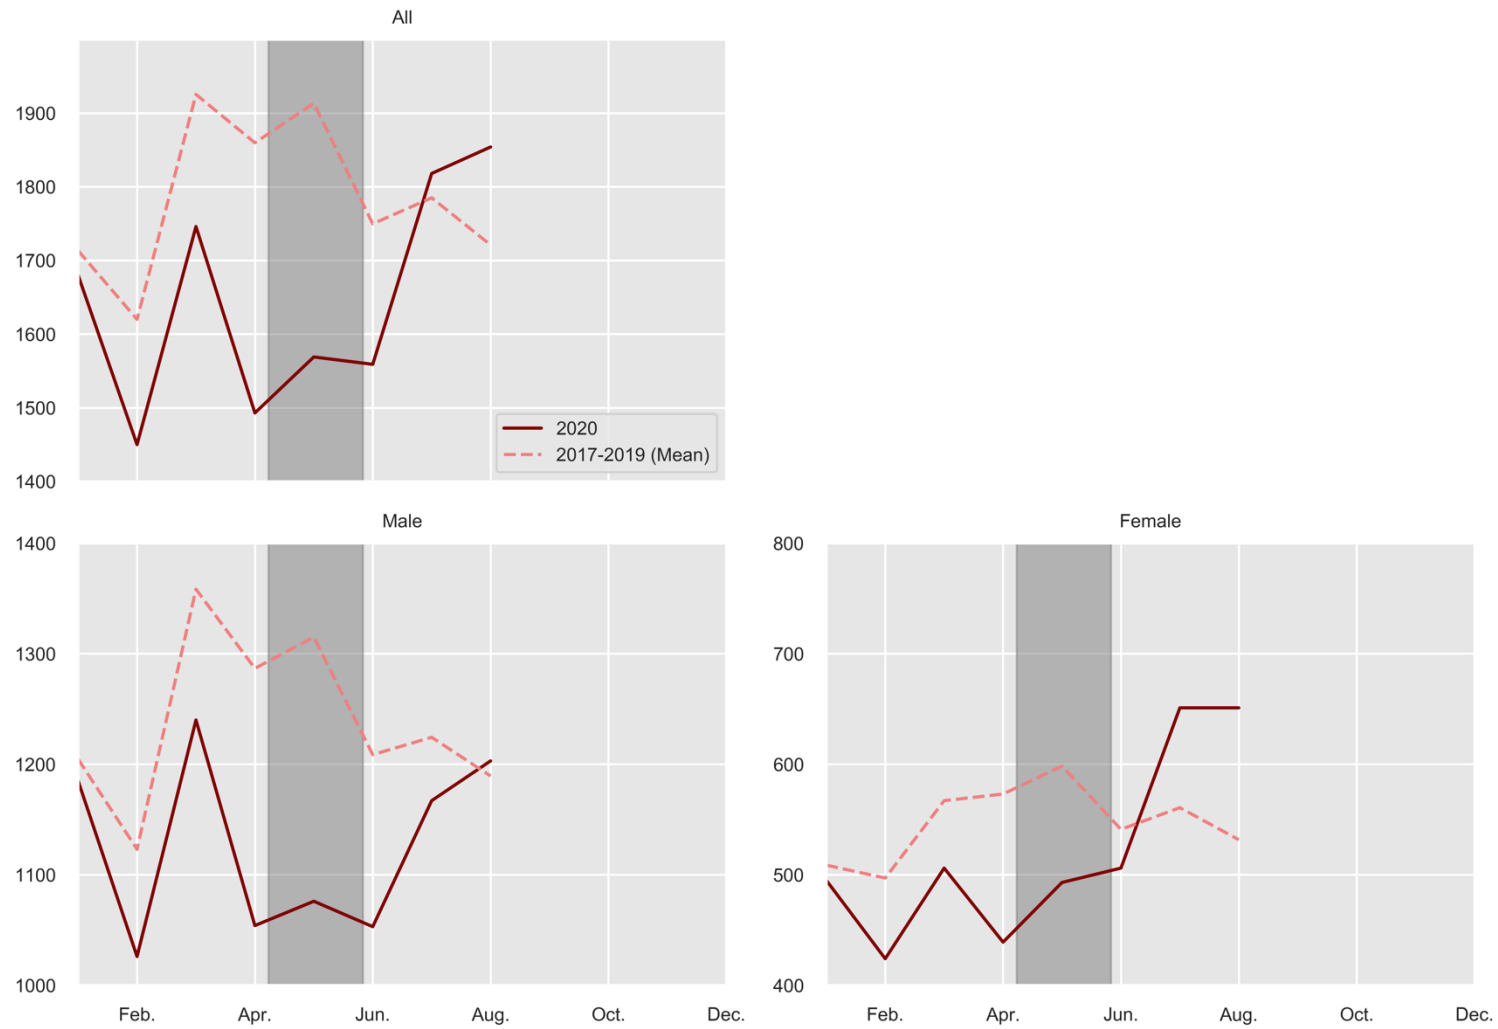 All
1900
1800
1700
1600
1500
1400
2020
2017-2019 (Mean)
Male
1400
1300
1200
1100
1000
Feb.
Apr.
Jun.
Aug.
Oct.
Dec.
Female
800
700
600
500
400
Feb.
Apr.
Jun.
Aug.
Oct.
Dec.